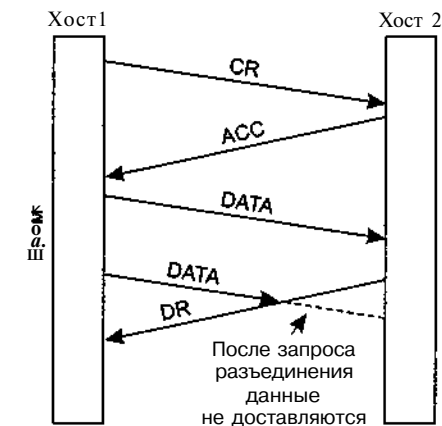 Хост1
Хост 2
CR
ACC
DATA
DATA
DR
После запроса
разъединения
данные
не доставляются